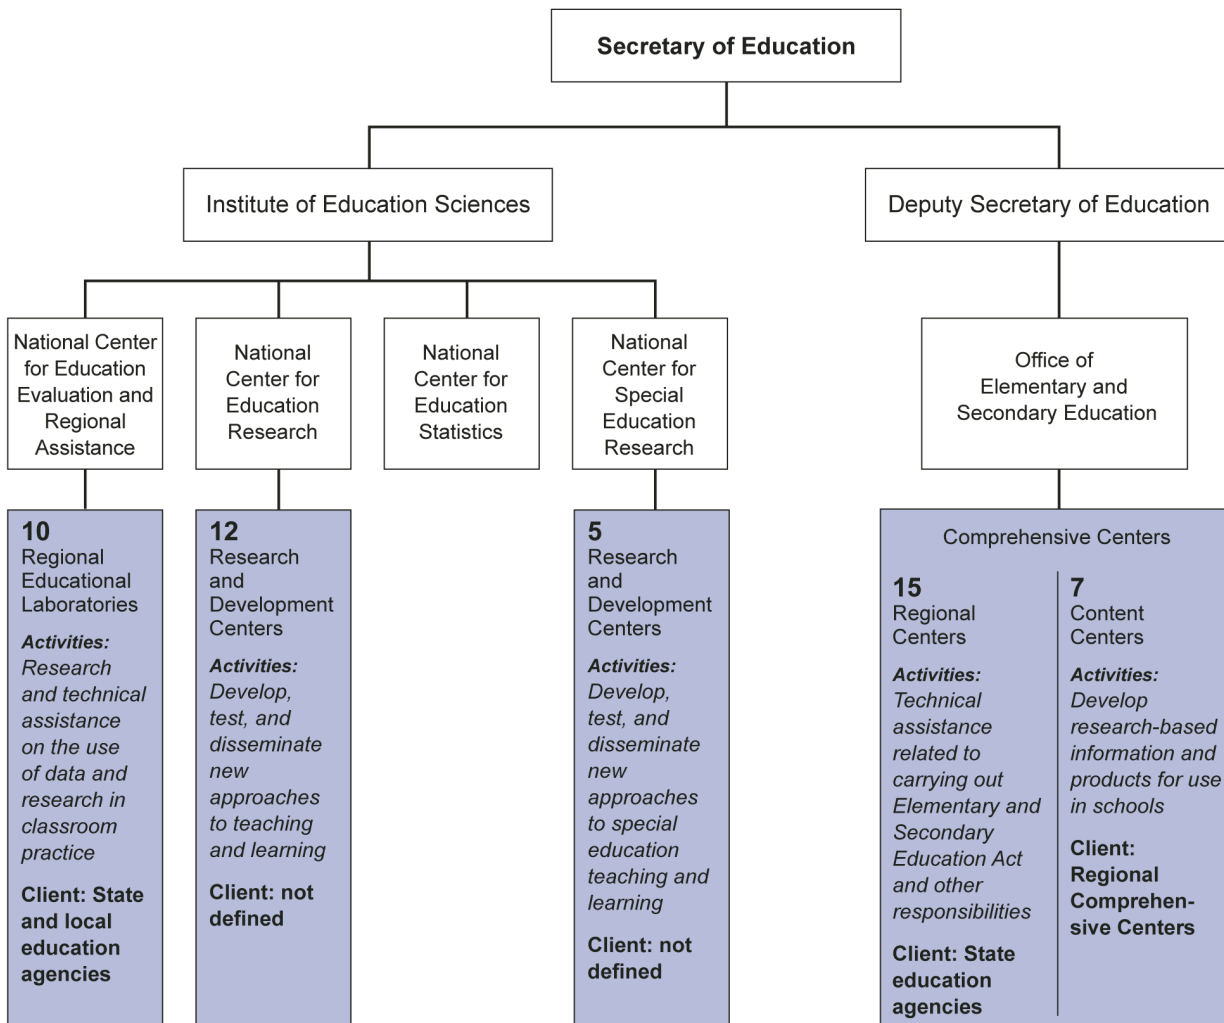 Secretary of Education
Institute of Education Sciences
Deputy Secretary of Education
National Center
for Education
Evaluation and
Regional
Assistance
National
Center for
Education
Research
National
Center for
Education
Statistics
National
Center for
Special
Education
Research
Office of
Elementary and
Secondary Education
10
Regional
Educational
Laboratories
Activities:
Research
and technical
assistance
on the use
of data and
research in
classroom
practice
Client: State
and local
education
agencies
12
Research
and
Development
Centers
Activities:
Develop,
test, and
disseminate
new
approaches
to teaching
and learning
Client: not
defined
5
Research
and
Development
Centers
Activities:
Develop,
test, and
disseminate
new
approaches
to special
education
teaching and
learning
Client: not
defined
Comprehensive Centers
15
Regional
Centers
Activities:
Technical
assistance
related to
carrying out
Elementary and
Secondary
Education Act
and other
responsibilities
Client: State
education
agencies
7
Content
Centers
Activities:
Develop
research-based
information and
products for use
in schools
Client:
Regional
Comprehen-
sive Centers